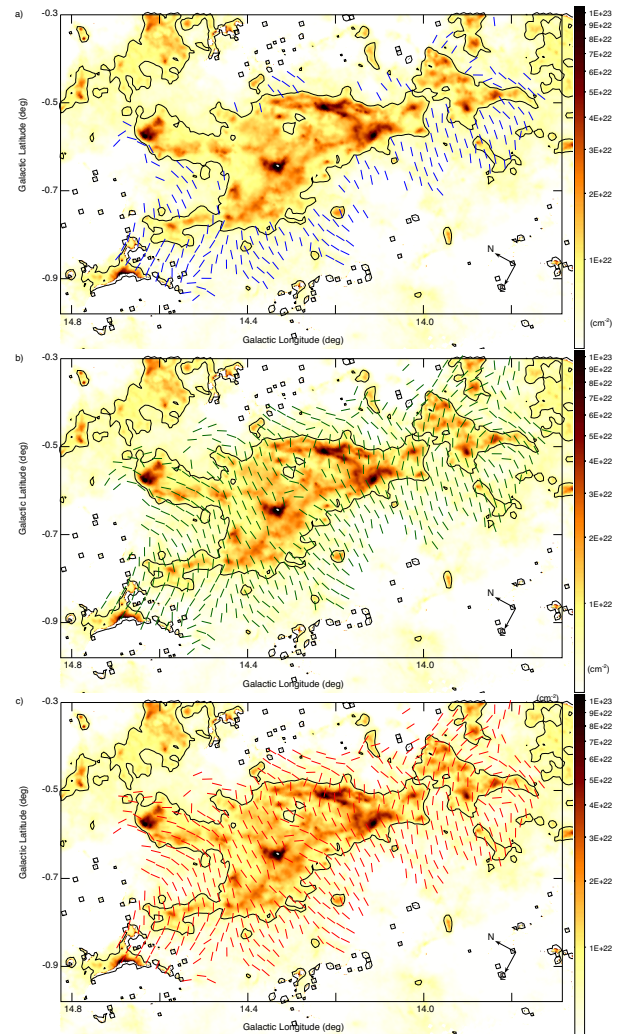 a)
-0.3
-0.5
-0.7
-0.9
Galactic Latitude (deg)
14.8
14.4
14.0
Galactic Longitude (deg)
N
1E+23
9E+22
8E+22
7E+22
6E+22
5E+22
4E+22
3E+22
2E+22
1E+22
(cm-2)
b)
-0.3
-0.5
-0.7
-0.9
Galactic Latitude (deg)
14.8
14.4
14.0
Galactic Longitude (deg)
N
1E+23
9E+22
8E+22
7E+22
6E+22
5E+22
4E+22
3E+22
2E+22
1E+22
(cm-2)
(cm-2)
c)
-0.3
-0.5
-0.7
-0.9
Galactic Latitude (deg)
14.8
14.4
14.0
Galactic Longitude (deg)
N
1E+23
9E+22
8E+22
7E+22
6E+22
5E+22
4E+22
3E+22
2E+22
1E+22